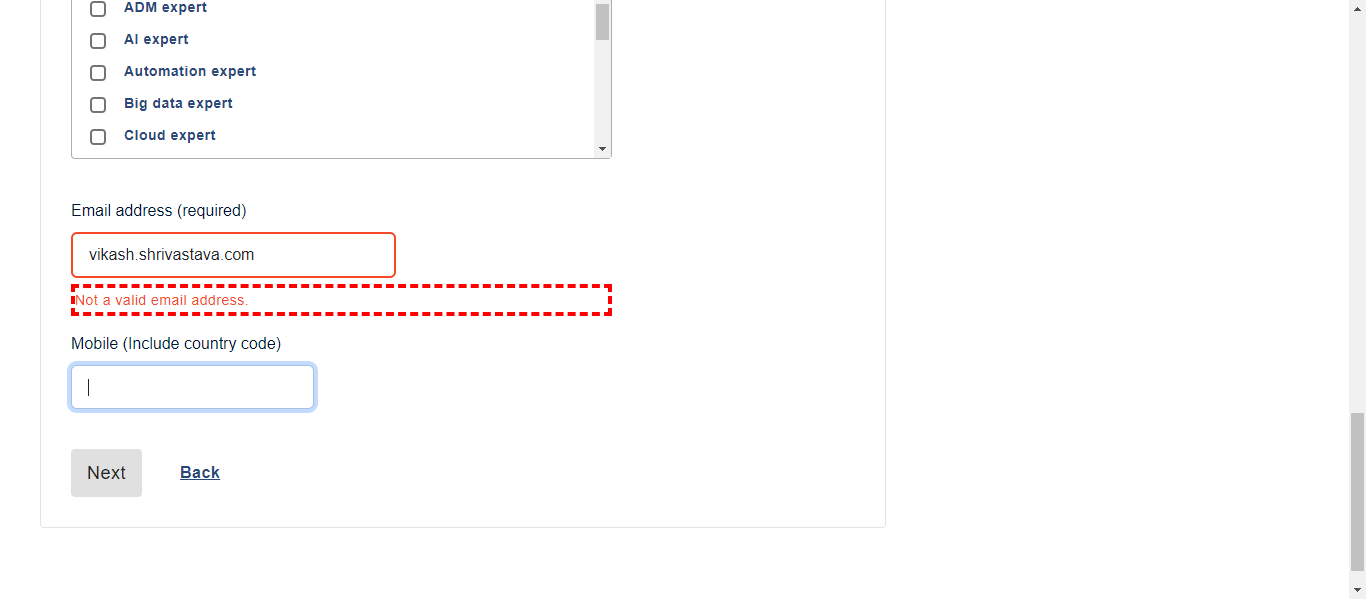 ADM expert
AI expert
Automation expert
Big data expert
Cloud expert
Email address (required)
vikash.shrivastava.com
Not a valid email address.
Mobile (Include country code)
Next
Back